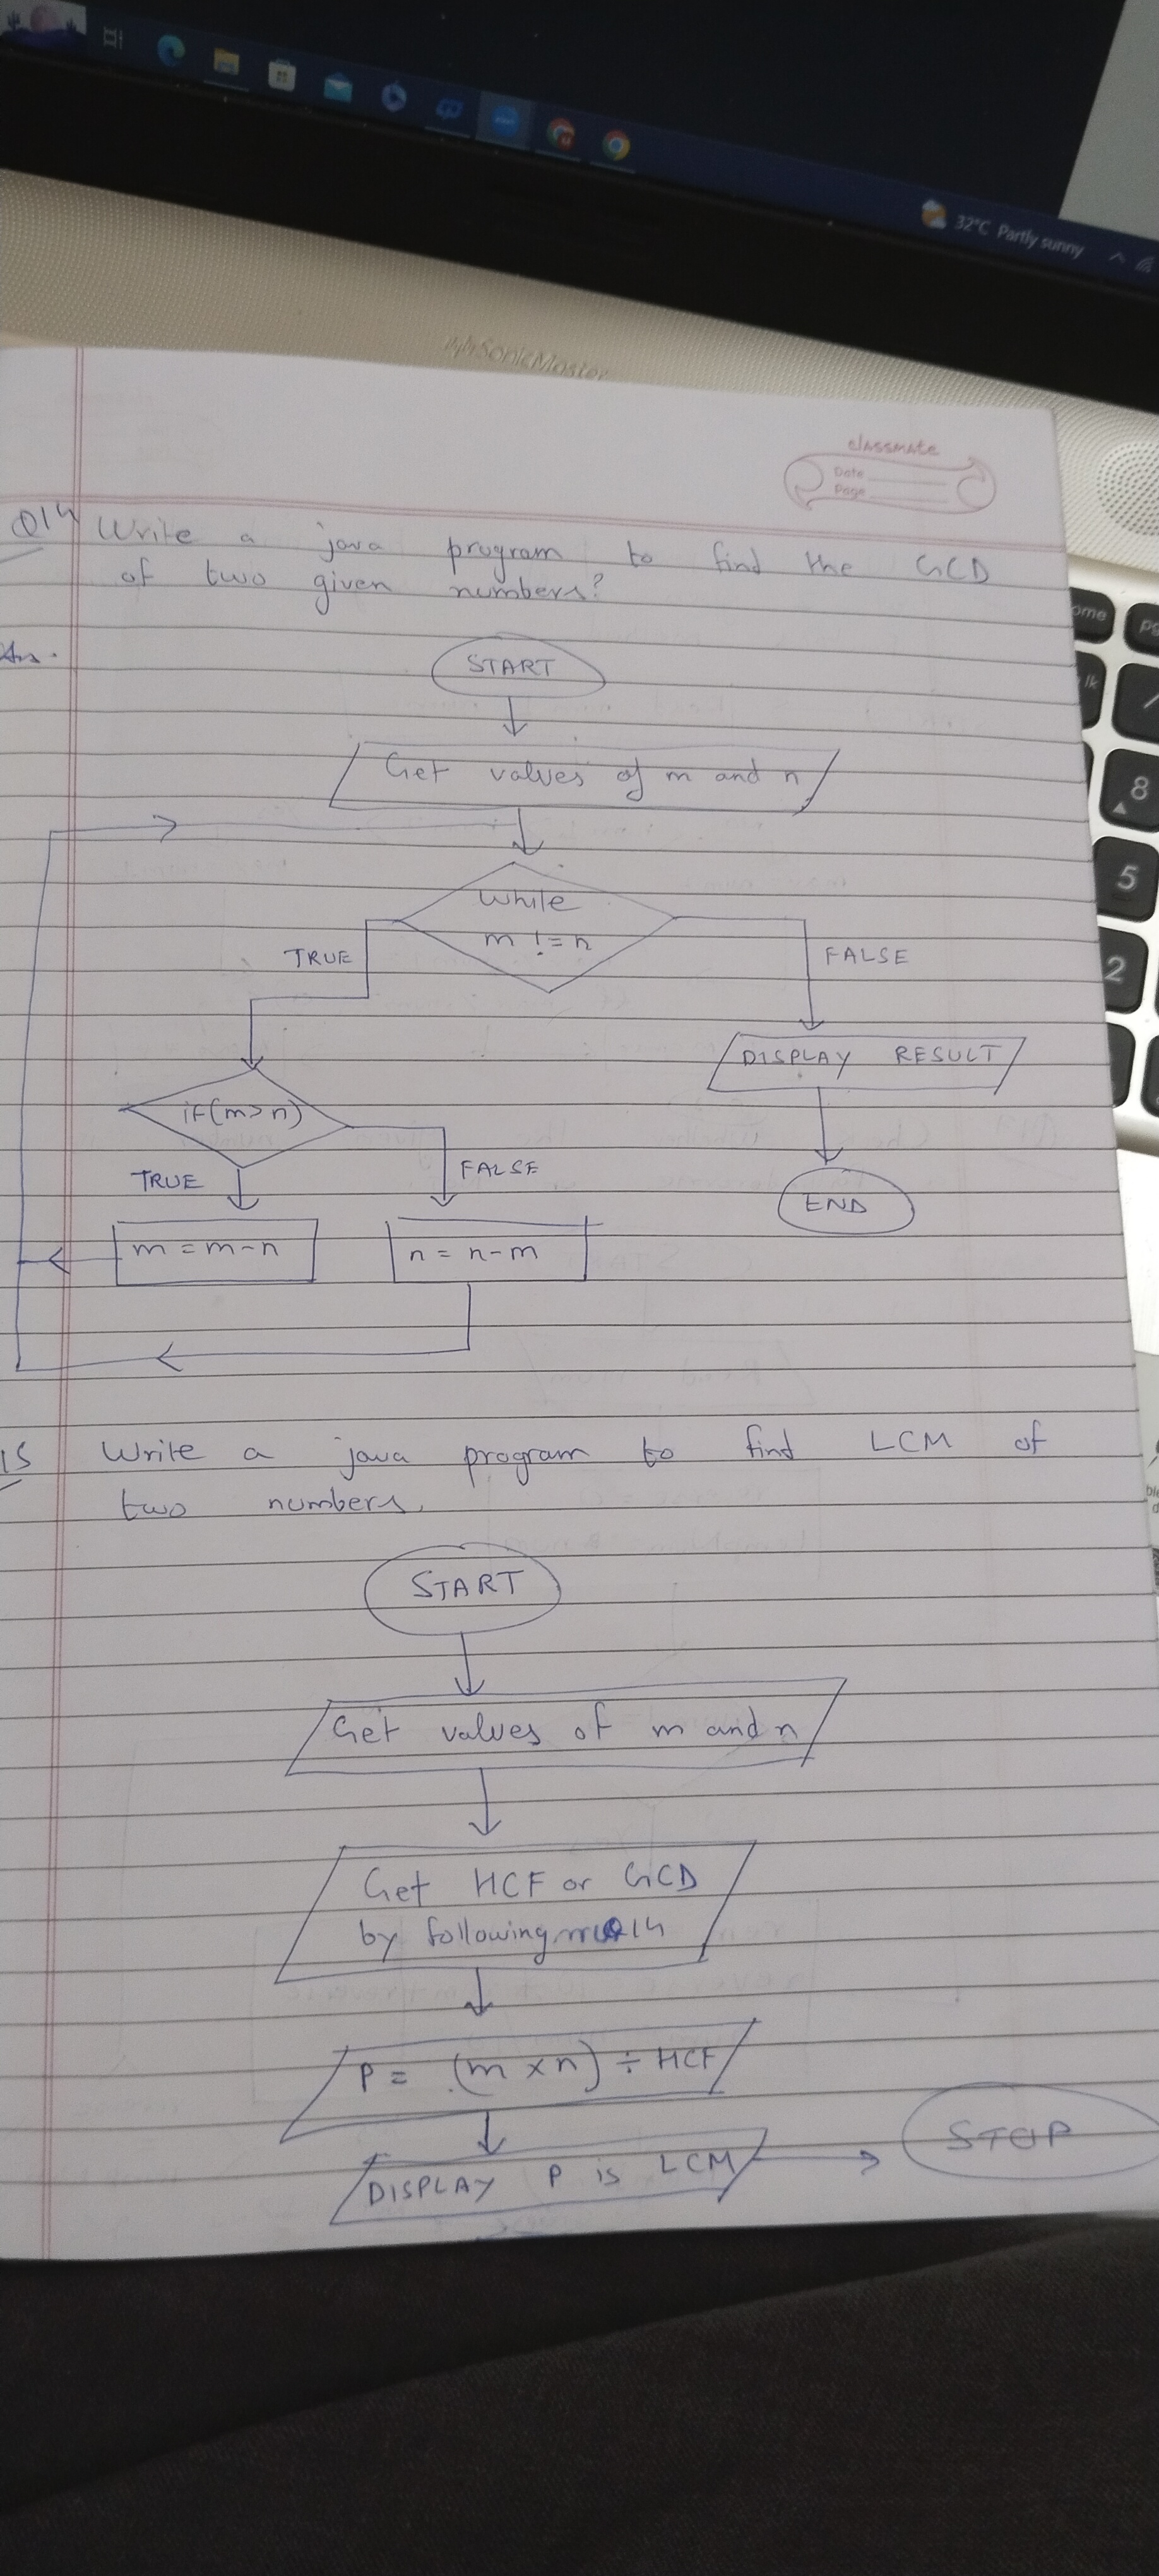 32°C Partly sunny
SonicMaster
classmate
Date
Page
Q14 Write a java program to find the GCD
of two given numbers?
Ans.
START
Get values of m and n
while
m != n
TRUE
FALSE
DISPLAY RESULT
if(m>n)
TRUE
FALSE
END
m = m-n
n = n-m
8
5
2
15 Write a java program to find LCM of
two numbers.
START
Get values of m and n
Get HCF or GCD
by following Q14
P = (m x n) ÷ HCF
DISPLAY P is LCM
STOP